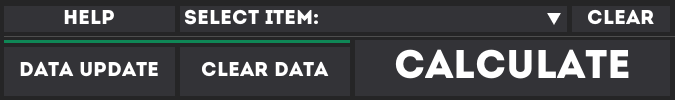 HELP SELECT ITEM: CLEAR
DATA UPDATE CLEAR DATA CALCULATE